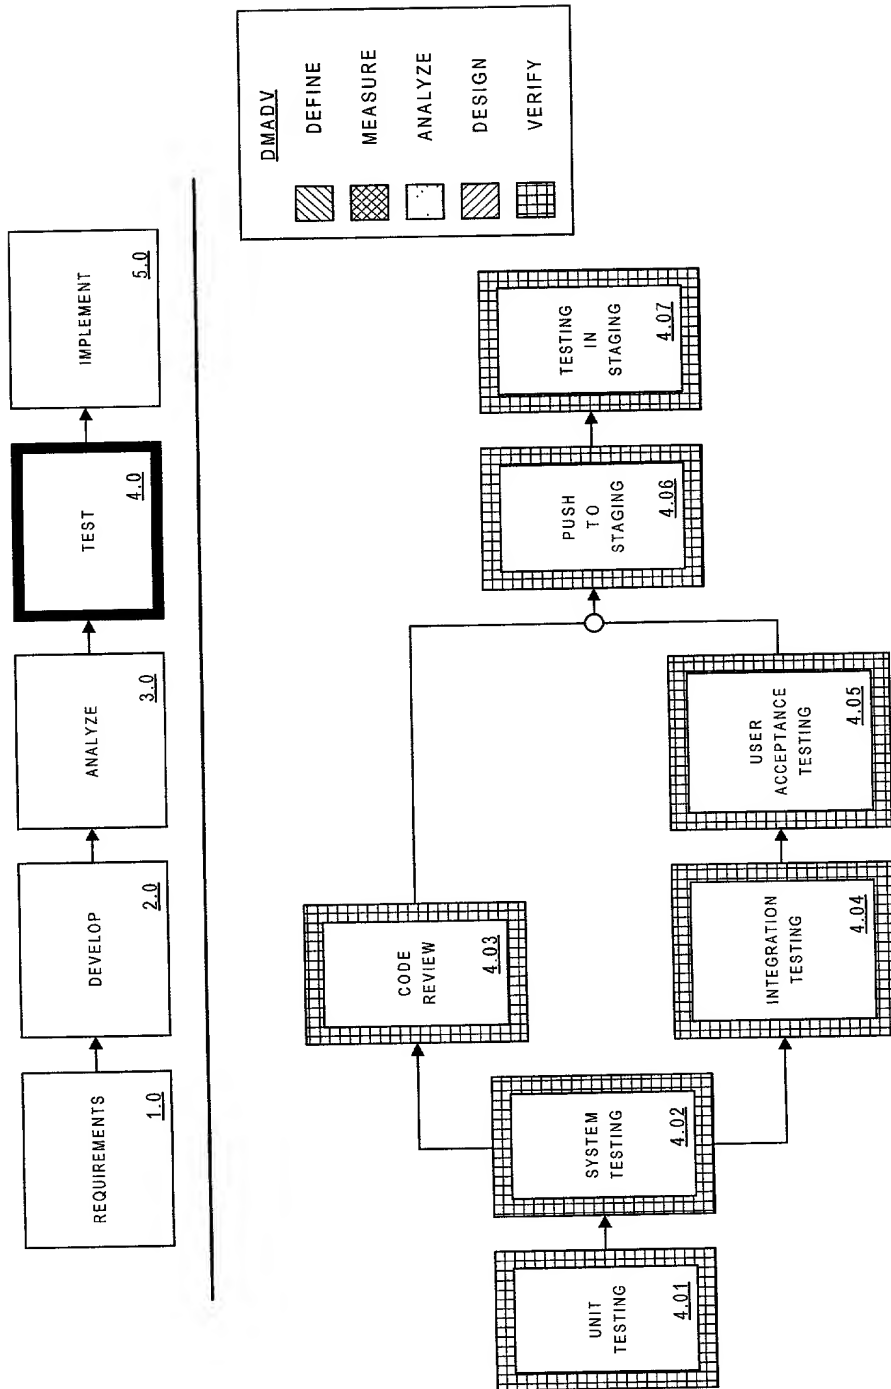 REQUIREMENTS
1.0
DEVELOP
2.0
ANALYZE
3.0
TEST
4.0
IMPLEMENT
5.0
UNIT
TESTING
4.01
SYSTEM
TESTING
4.02
CODE
REVIEW
4.03
INTEGRATION
TESTING
4.04
USER
ACCEPTANCE
TESTING
4.05
PUSH
TO
STAGING
4.06
TESTING
IN
STAGING
4.07
DMADV
DEFINE
MEASURE
ANALYZE
DESIGN
VERIFY